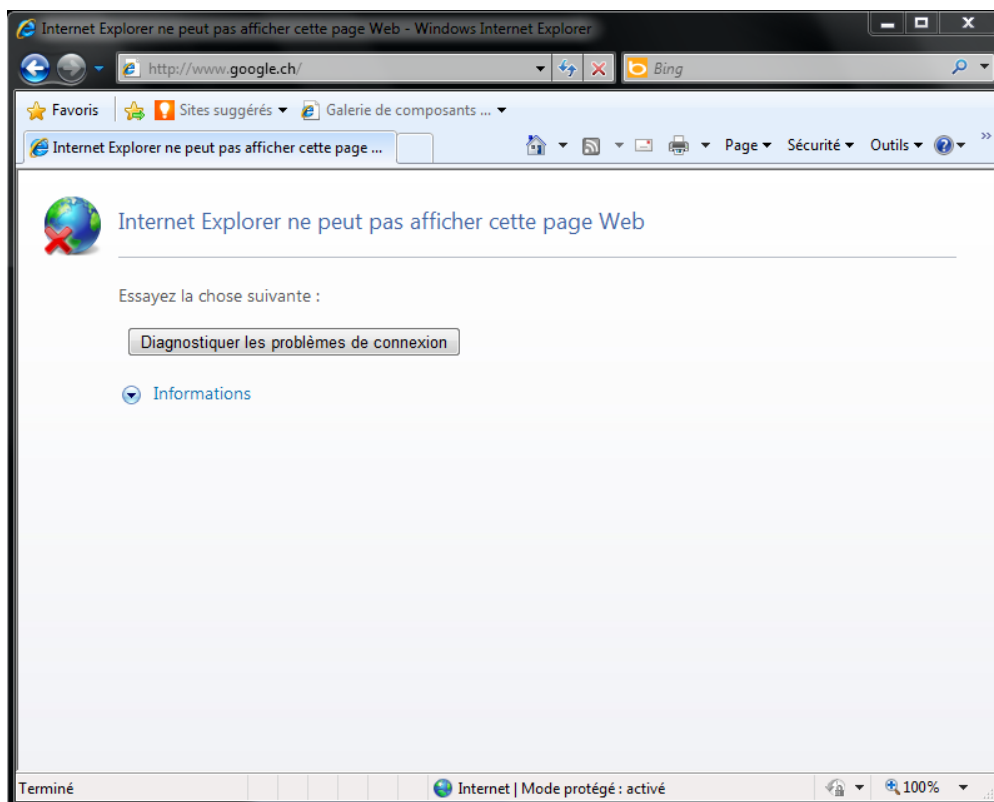 Internet Explorer ne peut pas afficher cette page Web - Windows Internet Explorer
http://www.google.ch/
Bing
Favoris
Sites suggérés
Galerie de composants ...
Internet Explorer ne peut pas afficher cette page ...
Page
Sécurité
Outils
»
Internet Explorer ne peut pas afficher cette page Web
Essayez la chose suivante :
Diagnostiquer les problèmes de connexion
Informations
Terminé
Internet | Mode protégé : activé
100%